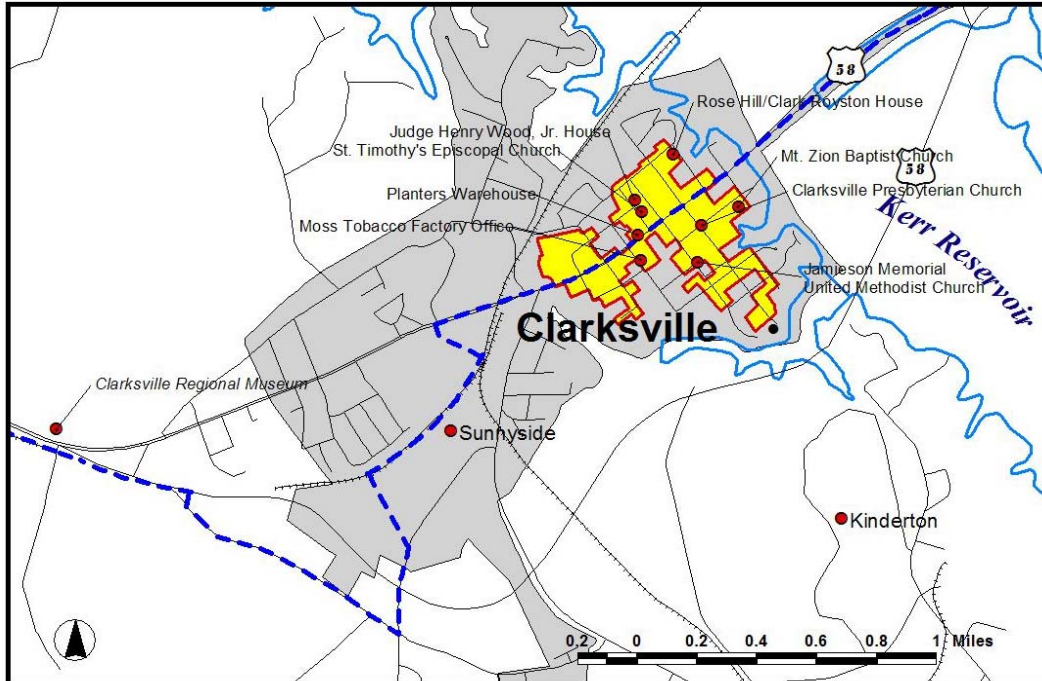 58
Rose Hill/Clark Royston House
Judge Henry Wood, Jr. House
St. Timothy's Episcopal Church
Mt. Zion Baptist Church
58
Planters Warehouse
Clarksville Presbyterian Church
Moss Tobacco Factory Office
Kerr Reservoir
Jamieson Memorial
United Methodist Church
Clarksville
Clarksville Regional Museum
Sunnyside
Kinderton
0.2 0 0.2 0.4 0.6 0.8 1 Miles